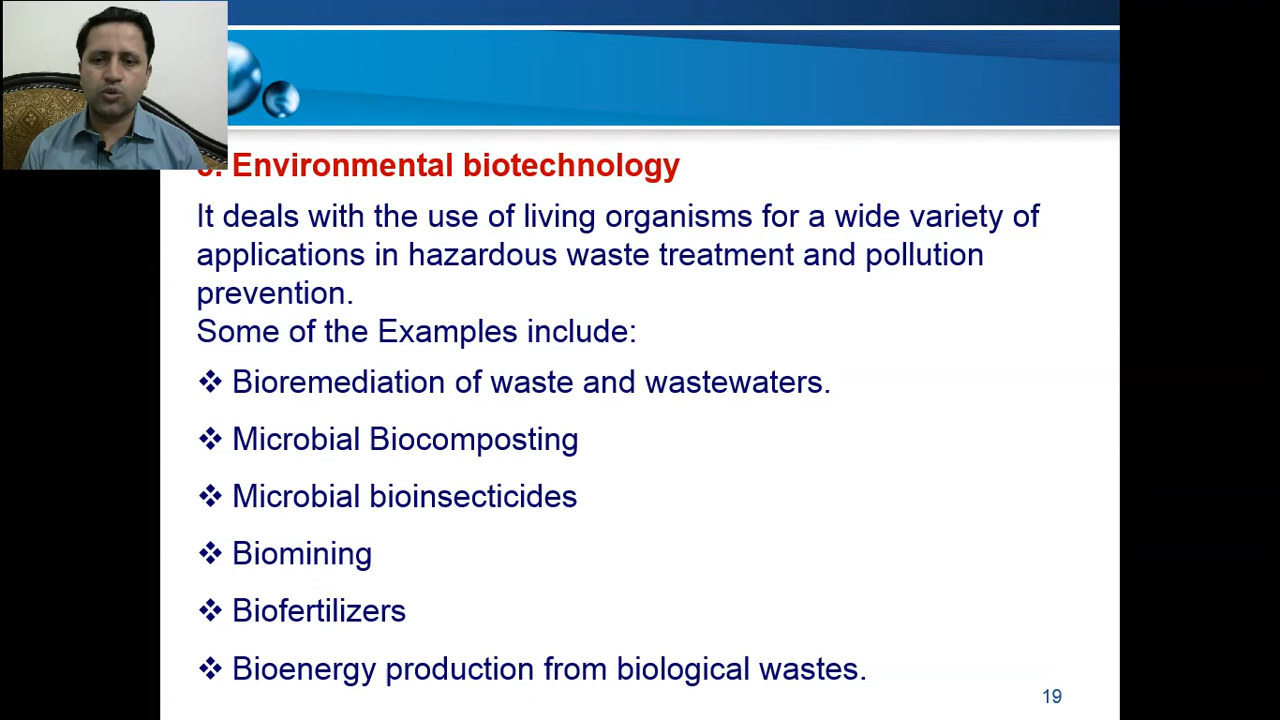 Environmental biotechnology
It deals with the use of living organisms for a wide variety of
applications in hazardous waste treatment and pollution
prevention.
Some of the Examples include:
❖ Bioremediation of waste and wastewaters.
❖ Microbial Biocomposting
❖ Microbial bioinsecticides
❖ Biomining
❖ Biofertilizers
❖ Bioenergy production from biological wastes.
19